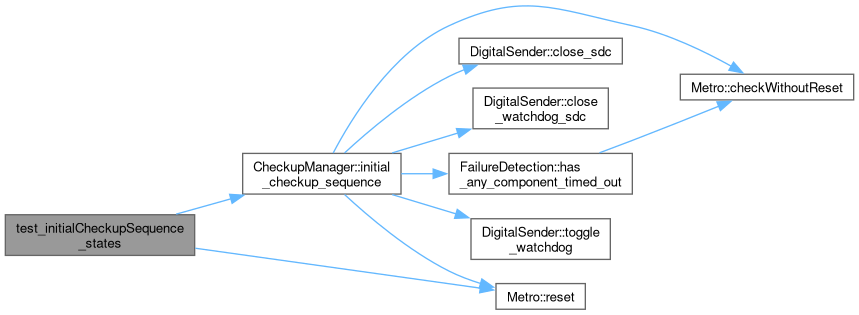 test_initialCheckupSequence
_states
CheckupManager::initial
_checkup_sequence
DigitalSender::close_sdc
DigitalSender::close
_watchdog_sdc
FailureDetection::has
_any_component_timed_out
DigitalSender::toggle
_watchdog
Metro::reset
Metro::checkWithoutReset